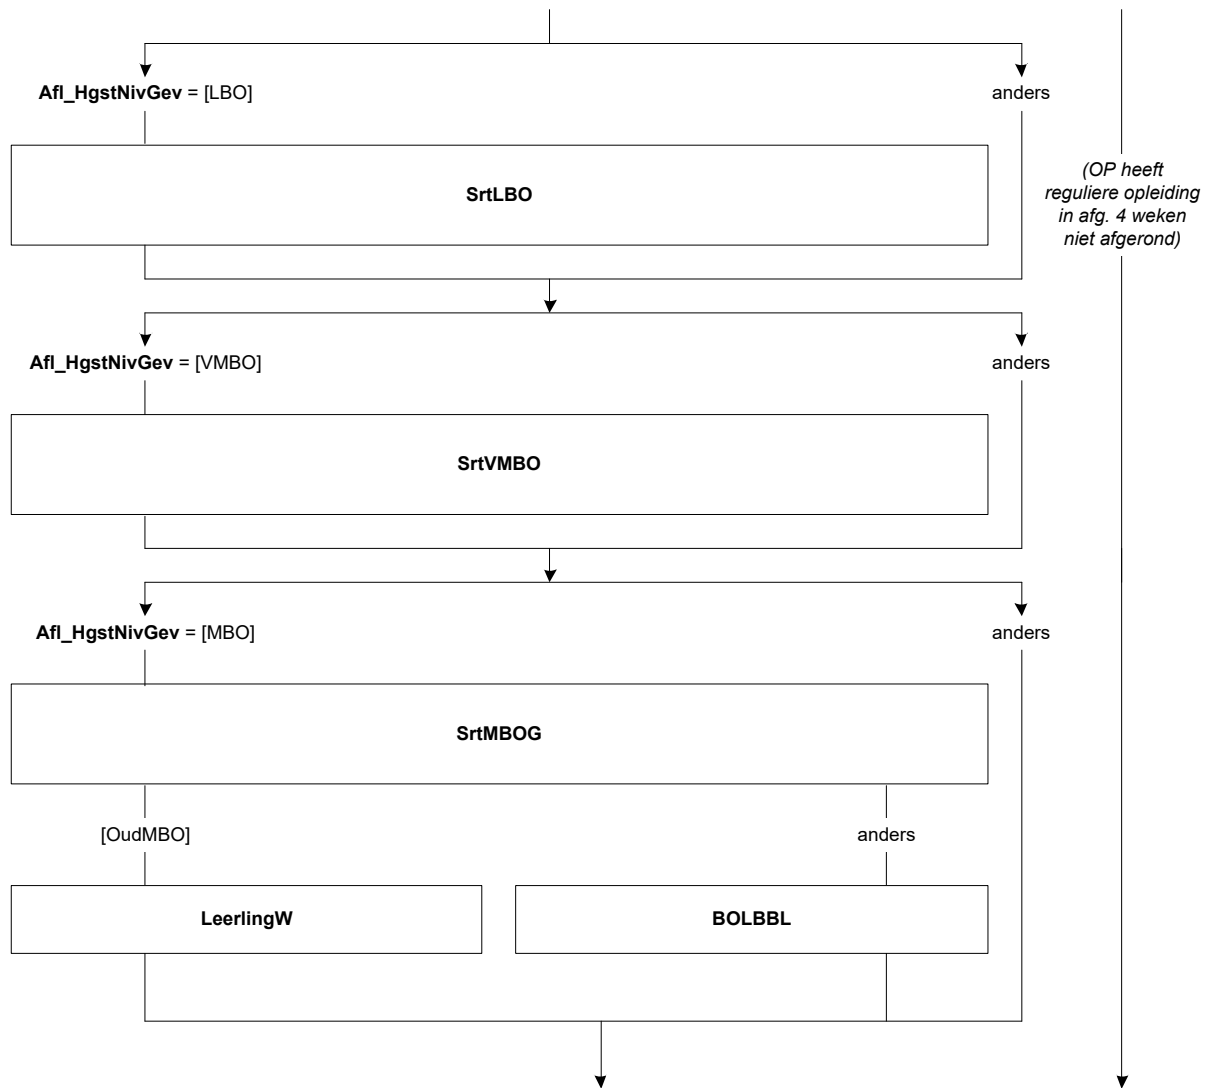 Afl_HgstNivGev = [LBO]
anders
SrtLBO
(OP heeft
reguliere opleiding
in afg. 4 weken
niet afgerond)
Afl_HgstNivGev = [VMBO]
anders
SrtVMBO
Afl_HgstNivGev = [MBO]
anders
SrtMBOG
[OudMBO]
anders
LeerlingW
BOLBBL